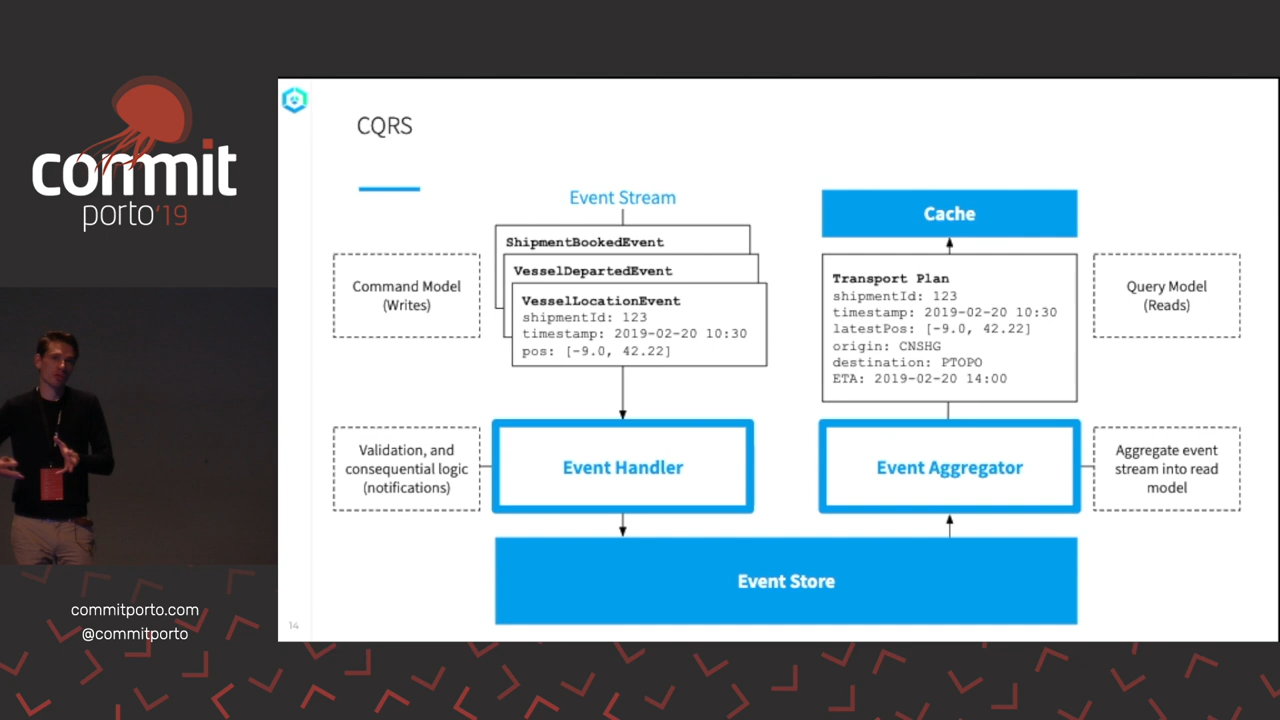 commit
porto'19
commitporto.com
@commitporto
CQRS
Event Stream
ShipmentBookedEvent
VesselDepartedEvent
VesselLocationEvent
shipmentId: 123
timestamp: 2019-02-20 10:30
pos: [-9.0, 42.22]
Command Model
(Writes)
Validation, and
consequential logic
(notifications)
Event Handler
Cache
Transport Plan
shipmentId: 123
timestamp: 2019-02-20 10:30
latestPos: [-9.0, 42.22]
origin: CNSHG
destination: PTOPO
ETA: 2019-02-20 14:00
Query Model
(Reads)
Event Aggregator
Aggregate event
stream into read
model
Event Store
14